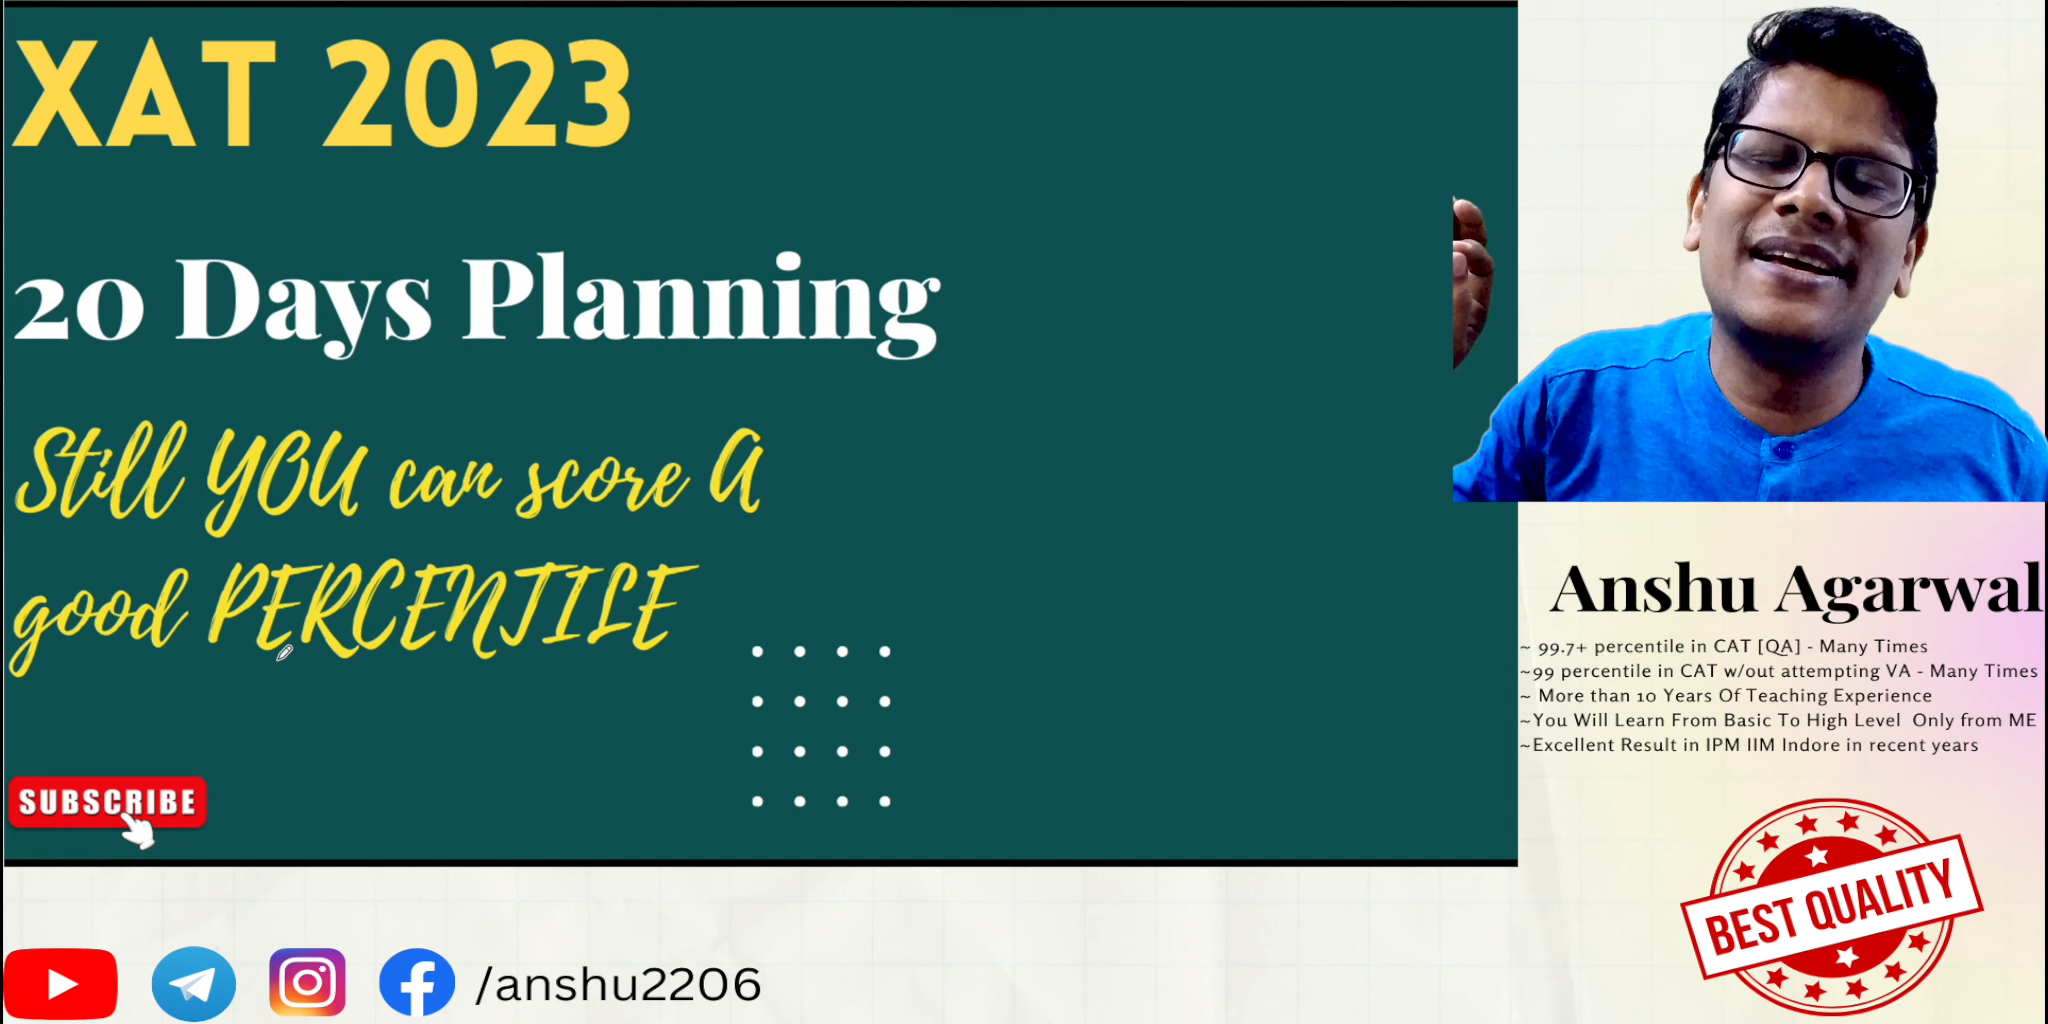 XAT 2023
20 Days Planning
Still YOU can score A
good PERCENTILE
SUBSCRIBE
/anshu2206
Anshu Agarwal
~ 99.7+ percentile in CAT [QA] - Many Times
~99 percentile in CAT w/out attempting VA - Many Times
~ More than 10 Years Of Teaching Experience
~You Will Learn From Basic To High Level Only from ME
~Excellent Result in IPM IIM Indore in recent years
BEST QUALITY